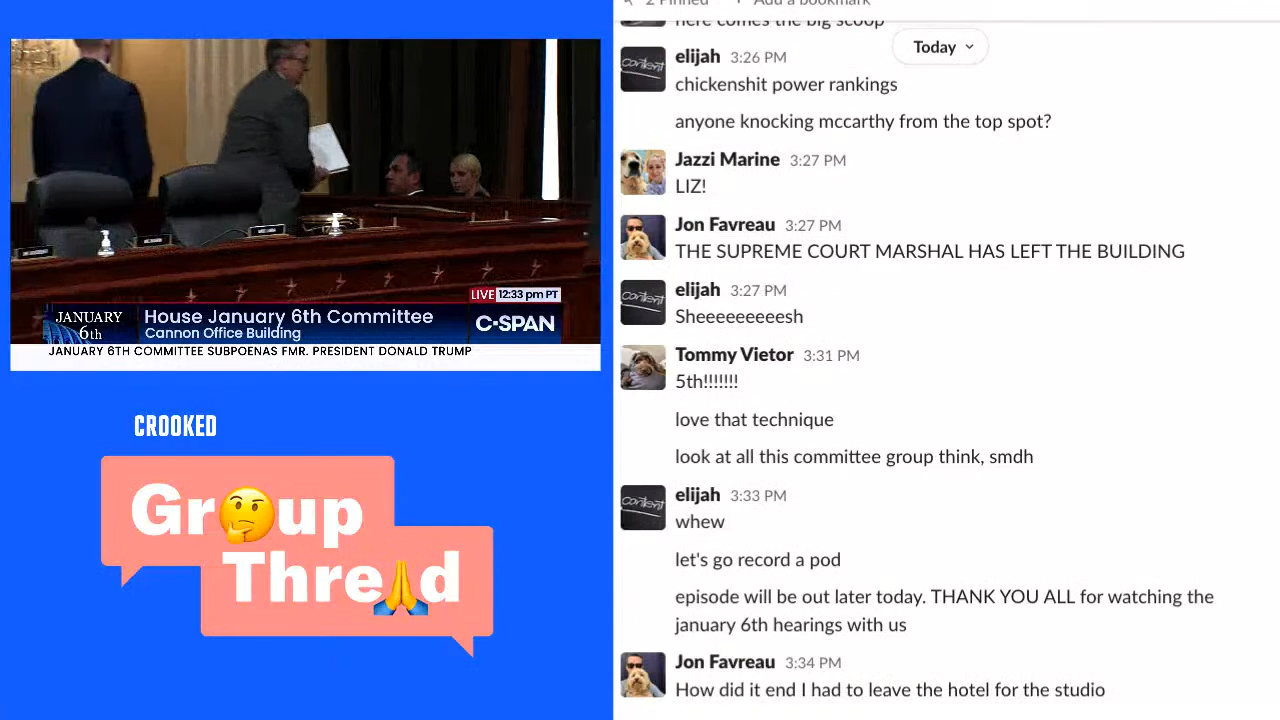 JANUARY
6th
House January 6th Committee
Cannon Office Building
LIVE 12:33 pm PT
C-SPAN
JANUARY 6TH COMMITTEE SUBPOENAS FMR. PRESIDENT DONALD TRUMP
CROOKED
Gr🤔up
Thre🙏d
2 Pinned
+ Add a bookmark
here comes the big scoop
Today
elijah 3:26 PM
chickenshit power rankings
anyone knocking mccarthy from the top spot?
Jazzi Marine 3:27 PM
LIZ!
Jon Favreau 3:27 PM
THE SUPREME COURT MARSHAL HAS LEFT THE BUILDING
content
elijah 3:27 PM
Sheeeeeeeeesh
Tommy Vietor 3:31 PM
5th!!!!!!!
love that technique
look at all this committee group think, smdh
content
elijah 3:33 PM
whew
let's go record a pod
episode will be out later today. THANK YOU ALL for watching the
january 6th hearings with us
Jon Favreau 3:34 PM
How did it end I had to leave the hotel for the studio